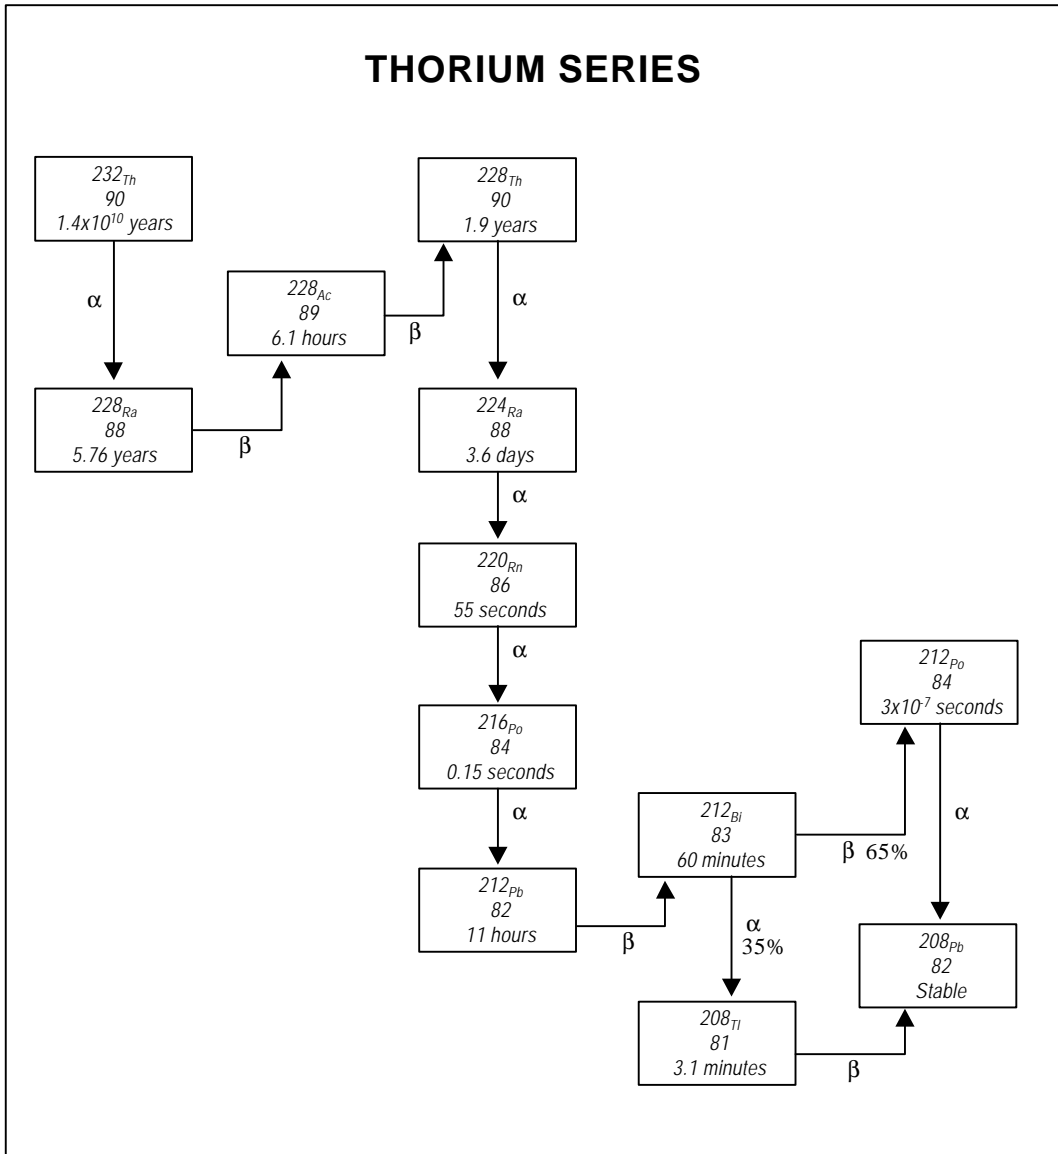 THORIUM SERIES
232Th
90
1.4x10¹⁰ years
α
228Ra
88
5.76 years
β
228Ac
89
6.1 hours
β
228Th
90
1.9 years
α
224Ra
88
3.6 days
α
220Rn
86
55 seconds
α
216Po
84
0.15 seconds
α
212Pb
82
11 hours
β
212Bi
83
60 minutes
β 65%
α
35%
212Po
84
3x10⁻⁷ seconds
α
208Tl
81
3.1 minutes
β
208Pb
82
Stable